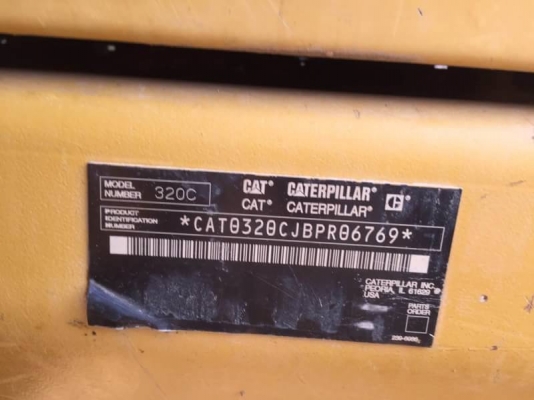 MODEL NUMBER 320C
CAT® CATERPILLAR® C
CAT® CATERPILLAR®
PRODUCT
IDENTIFICATION
NUMBER
*CAT0320CJBPR06769*
CATERPILLAR INC.
PEORIA, IL 61629
USA
PARTS
ORDER